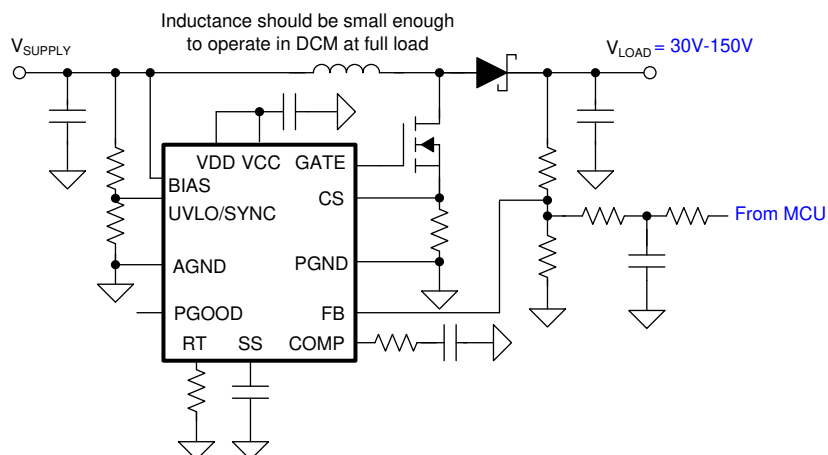 Inductance should be small enough
to operate in DCM at full load
VSUPPLY
VLOAD = 30V-150V
VDD VCC GATE
BIAS
CS
UVLO/SYNC
From MCU
AGND
PGND
PGOOD
FB
RT
SS
COMP